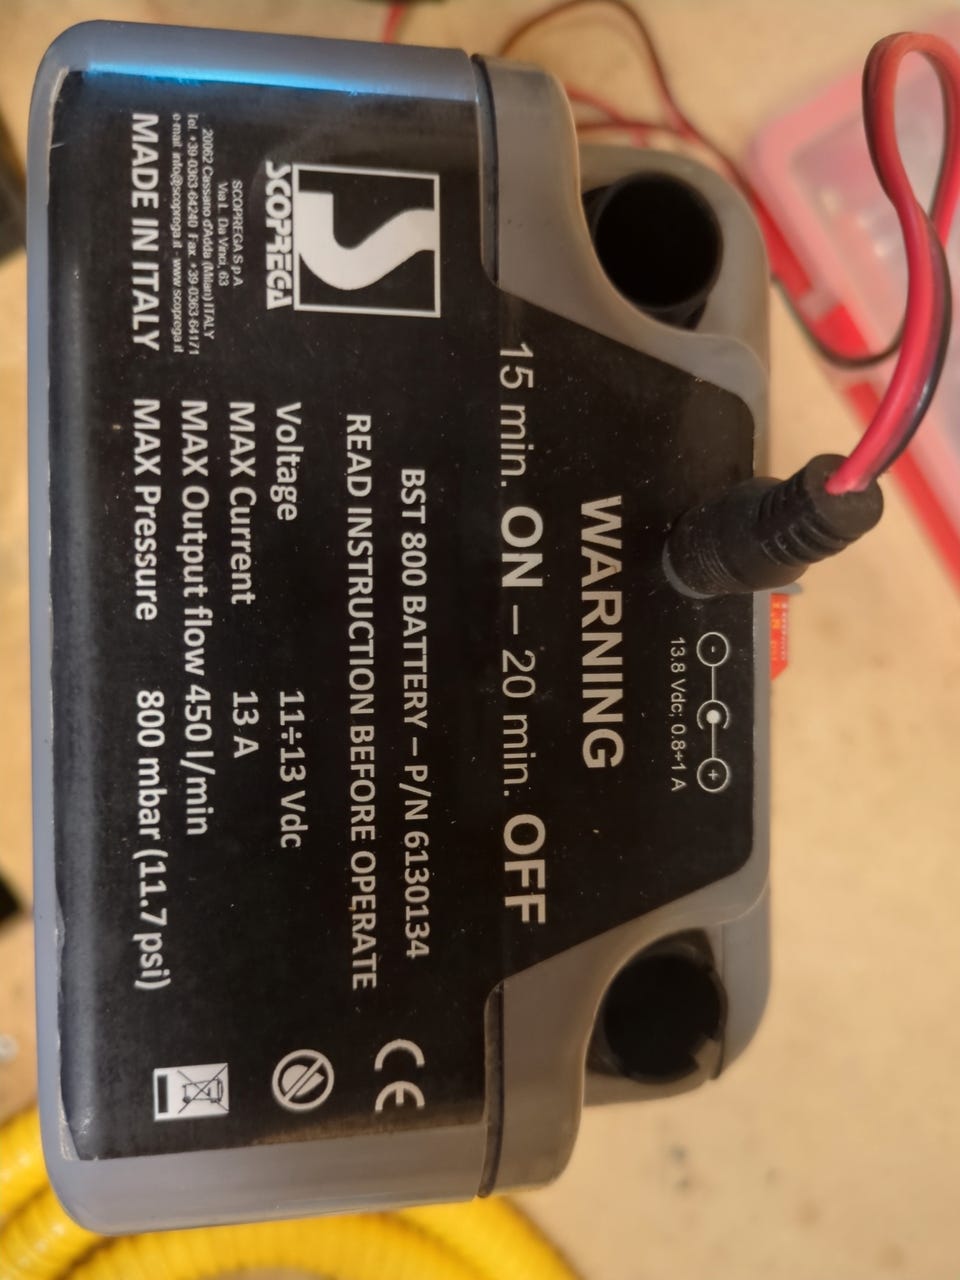 13.8 Vdc; 0.8÷1 A
WARNING
15 min. ON – 20 min. OFF
SCOPREGA
SCOPREGA S.p.A
Via L. Da Vinci, 63
20062 Cassano d'Adda (Milan) ITALY
Tel. +39-0363-64240 Fax. +39-0363-64171
e-mail info@scoprega.it - www.scoprega.it
MADE IN ITALY
BST 800 BATTERY – P/N 6130134
READ INSTRUCTION BEFORE OPERATE
Voltage 11÷13 Vdc
MAX Current 13 A
MAX Output flow 450 l/min
MAX Pressure 800 mbar (11.7 psi)
CE